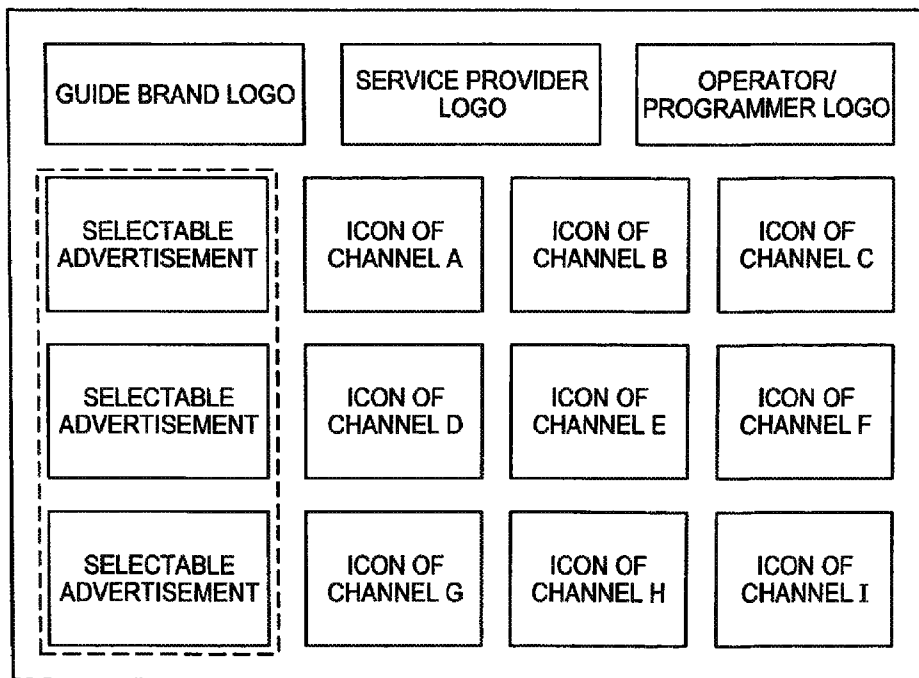 GUIDE BRAND LOGO
SERVICE PROVIDER
LOGO
OPERATOR/
PROGRAMMER LOGO
SELECTABLE
ADVERTISEMENT
ICON OF
CHANNEL A
ICON OF
CHANNEL B
ICON OF
CHANNEL C
SELECTABLE
ADVERTISEMENT
ICON OF
CHANNEL D
ICON OF
CHANNEL E
ICON OF
CHANNEL F
SELECTABLE
ADVERTISEMENT
ICON OF
CHANNEL G
ICON OF
CHANNEL H
ICON OF
CHANNEL I